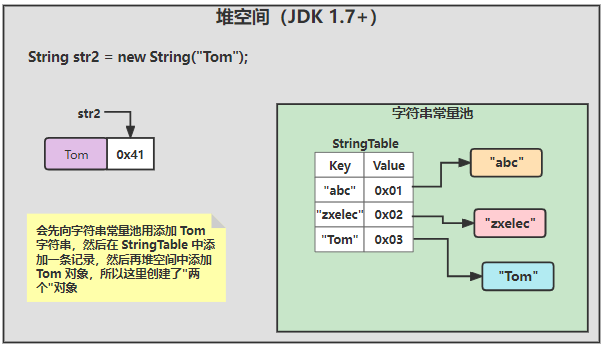 堆空间（JDK 1.7+）
String str2 = new String("Tom");
str2
Tom 0x41
字符串常量池
StringTable
Key Value
"abc" 0x01
"zxelec" 0x02
"Tom" 0x03
"abc"
"zxelec"
"Tom"
会先向字符串常量池用添加 Tom
字符串，然后在 StringTable 中添
加一条记录，然后再堆空间中添加
Tom 对象，所以这里创建了"两
个"对象